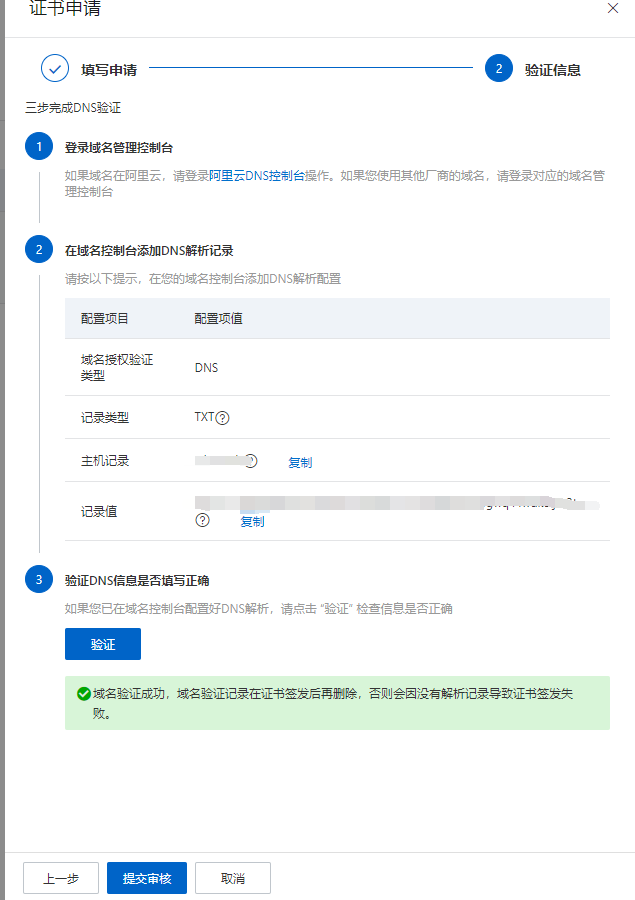 证书申请
填写申请
2 验证信息
三步完成DNS验证
1 登录域名管理控制台
如果域名在阿里云，请登录阿里云DNS控制台操作。如果您使用其他厂商的域名，请登录对应的域名管
理控制台
2 在域名控制台添加DNS解析记录
请按以下提示，在您的域名控制台添加DNS解析配置
配置项目 配置项值
域名授权验证
类型
DNS
记录类型 TXT?
主机记录 复制
记录值
? 复制
3 验证DNS信息是否填写正确
如果您已在域名控制台配置好DNS解析，请点击 “验证” 检查信息是否正确
验证
域名验证成功，域名验证记录在证书签发后再删除，否则会因没有解析记录导致证书签发失
败。
上一步 提交审核 取消